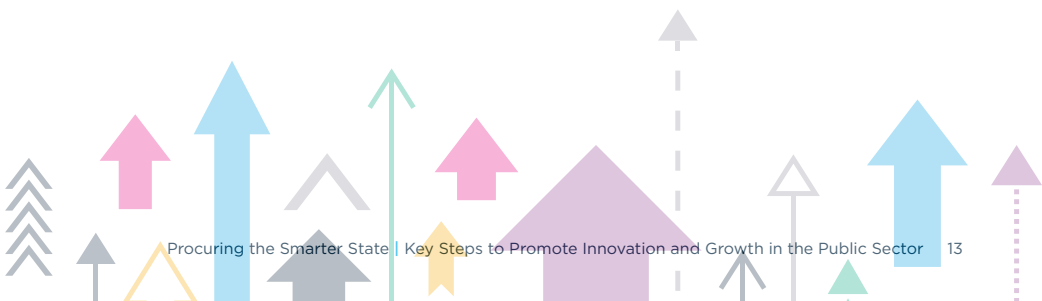 Procuring the Smarter State | Key Steps to Promote Innovation and Growth in the Public Sector 13